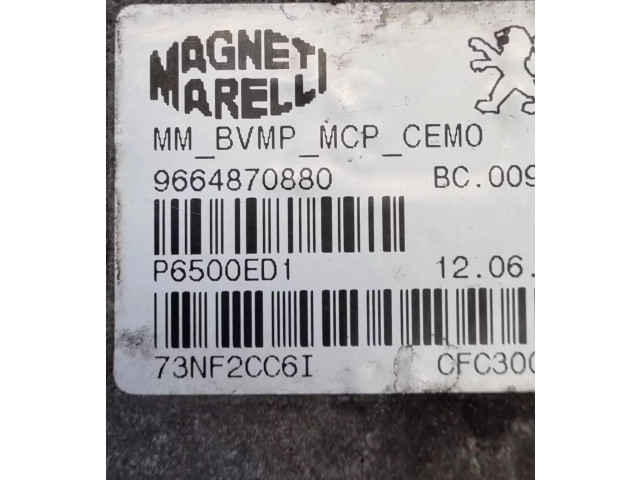 MAGNETI
MARELLI
MM_BVMP_MCP_CEMO
9664870880 BC.009
P6500ED1 12.06.
73NF2CC6I CFC300